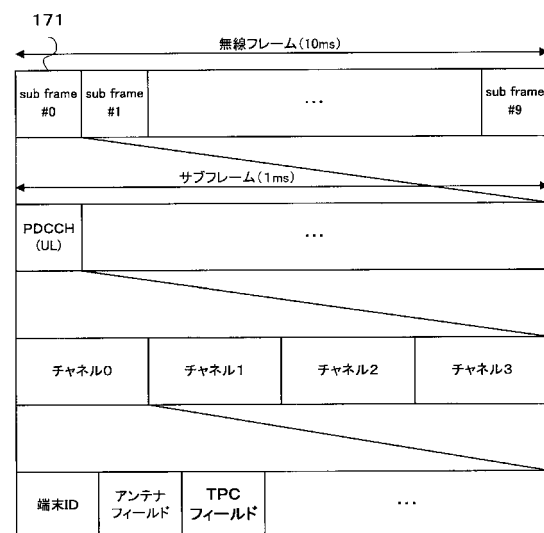 171
無線フレーム(10ms)
sub frame
#0
sub frame
#1
...
sub frame
#9
サブフレーム(1ms)
PDCCH
(UL)
...
チャネル0
チャネル1
チャネル2
チャネル3
端末ID
アンテナ
フィールド
TPC
フィールド
...